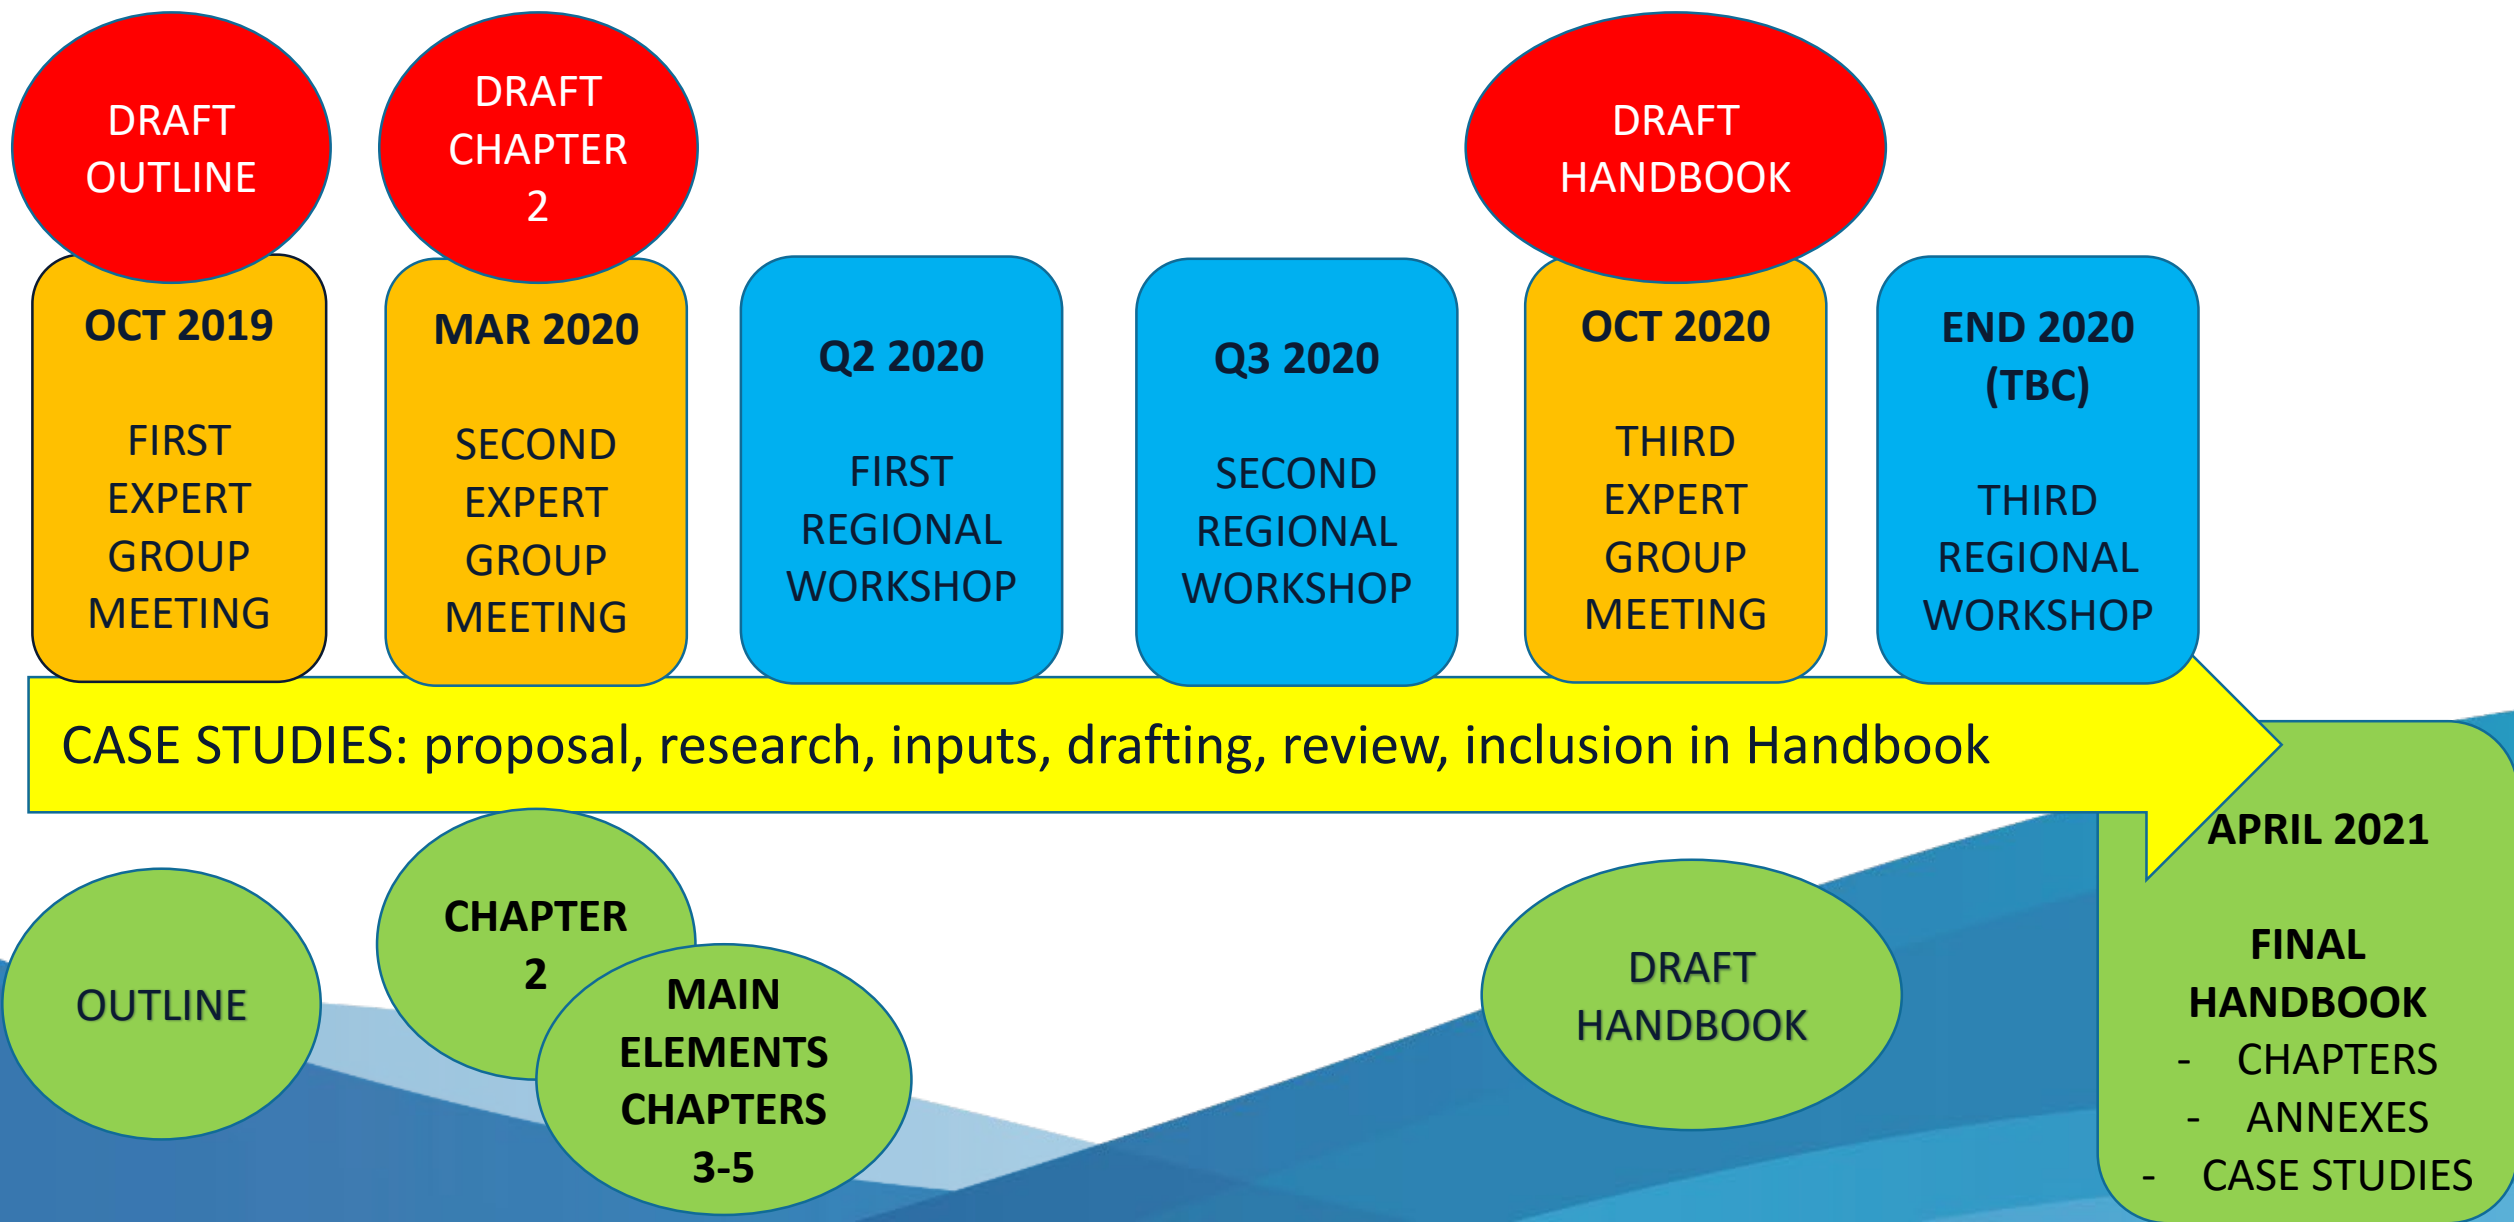 DRAFT
OUTLINE
DRAFT
CHAPTER
2
DRAFT
HANDBOOK
OCT 2019
FIRST
EXPERT
GROUP
MEETING
MAR 2020
SECOND
EXPERT
GROUP
MEETING
Q2 2020
FIRST
REGIONAL
WORKSHOP
Q3 2020
SECOND
REGIONAL
WORKSHOP
OCT 2020
THIRD
EXPERT
GROUP
MEETING
END 2020
(TBC)
THIRD
REGIONAL
WORKSHOP
CASE STUDIES: proposal, research, inputs, drafting, review, inclusion in Handbook
OUTLINE
CHAPTER
2
MAIN
ELEMENTS
CHAPTERS
3-5
DRAFT
HANDBOOK
APRIL 2021
FINAL
HANDBOOK
- CHAPTERS
- ANNEXES
- CASE STUDIES